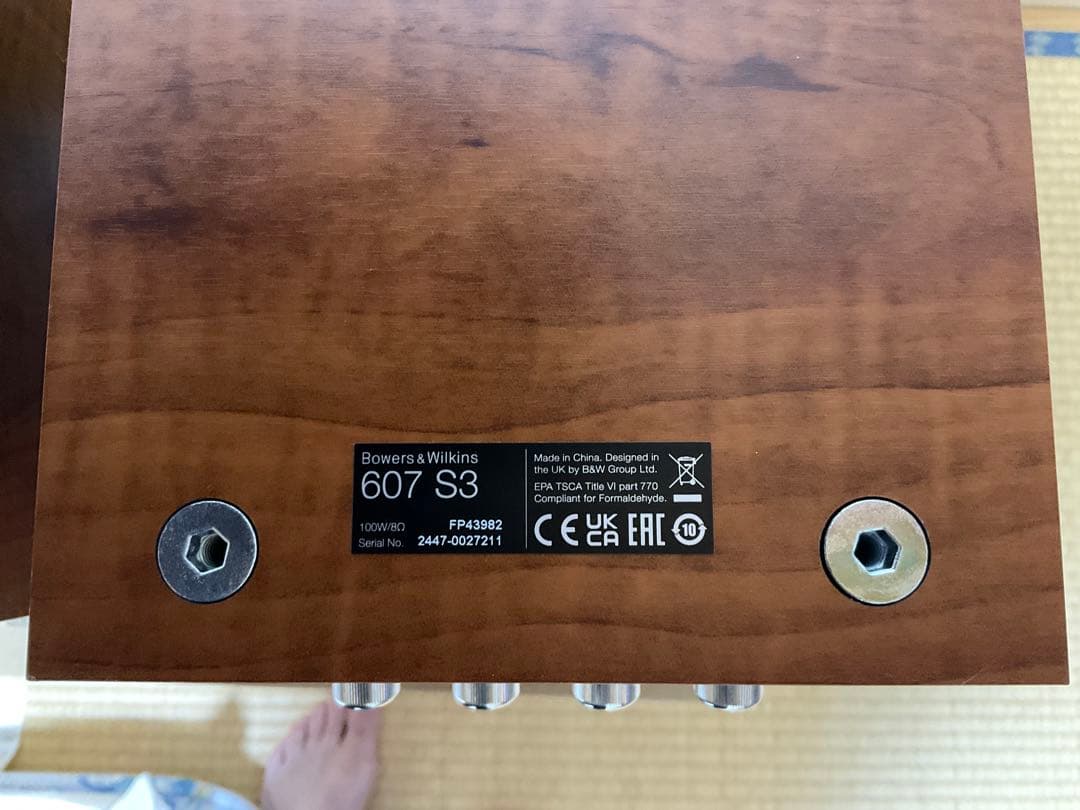 Bowers & Wilkins
607 S3
100W/8Ω FP43982
Serial No. 2447-0027211
Made in China. Designed in
the UK by B&W Group Ltd.
EPA TSCA Title VI part 770
Compliant for Formaldehyde.
CE UK CA EAC 10